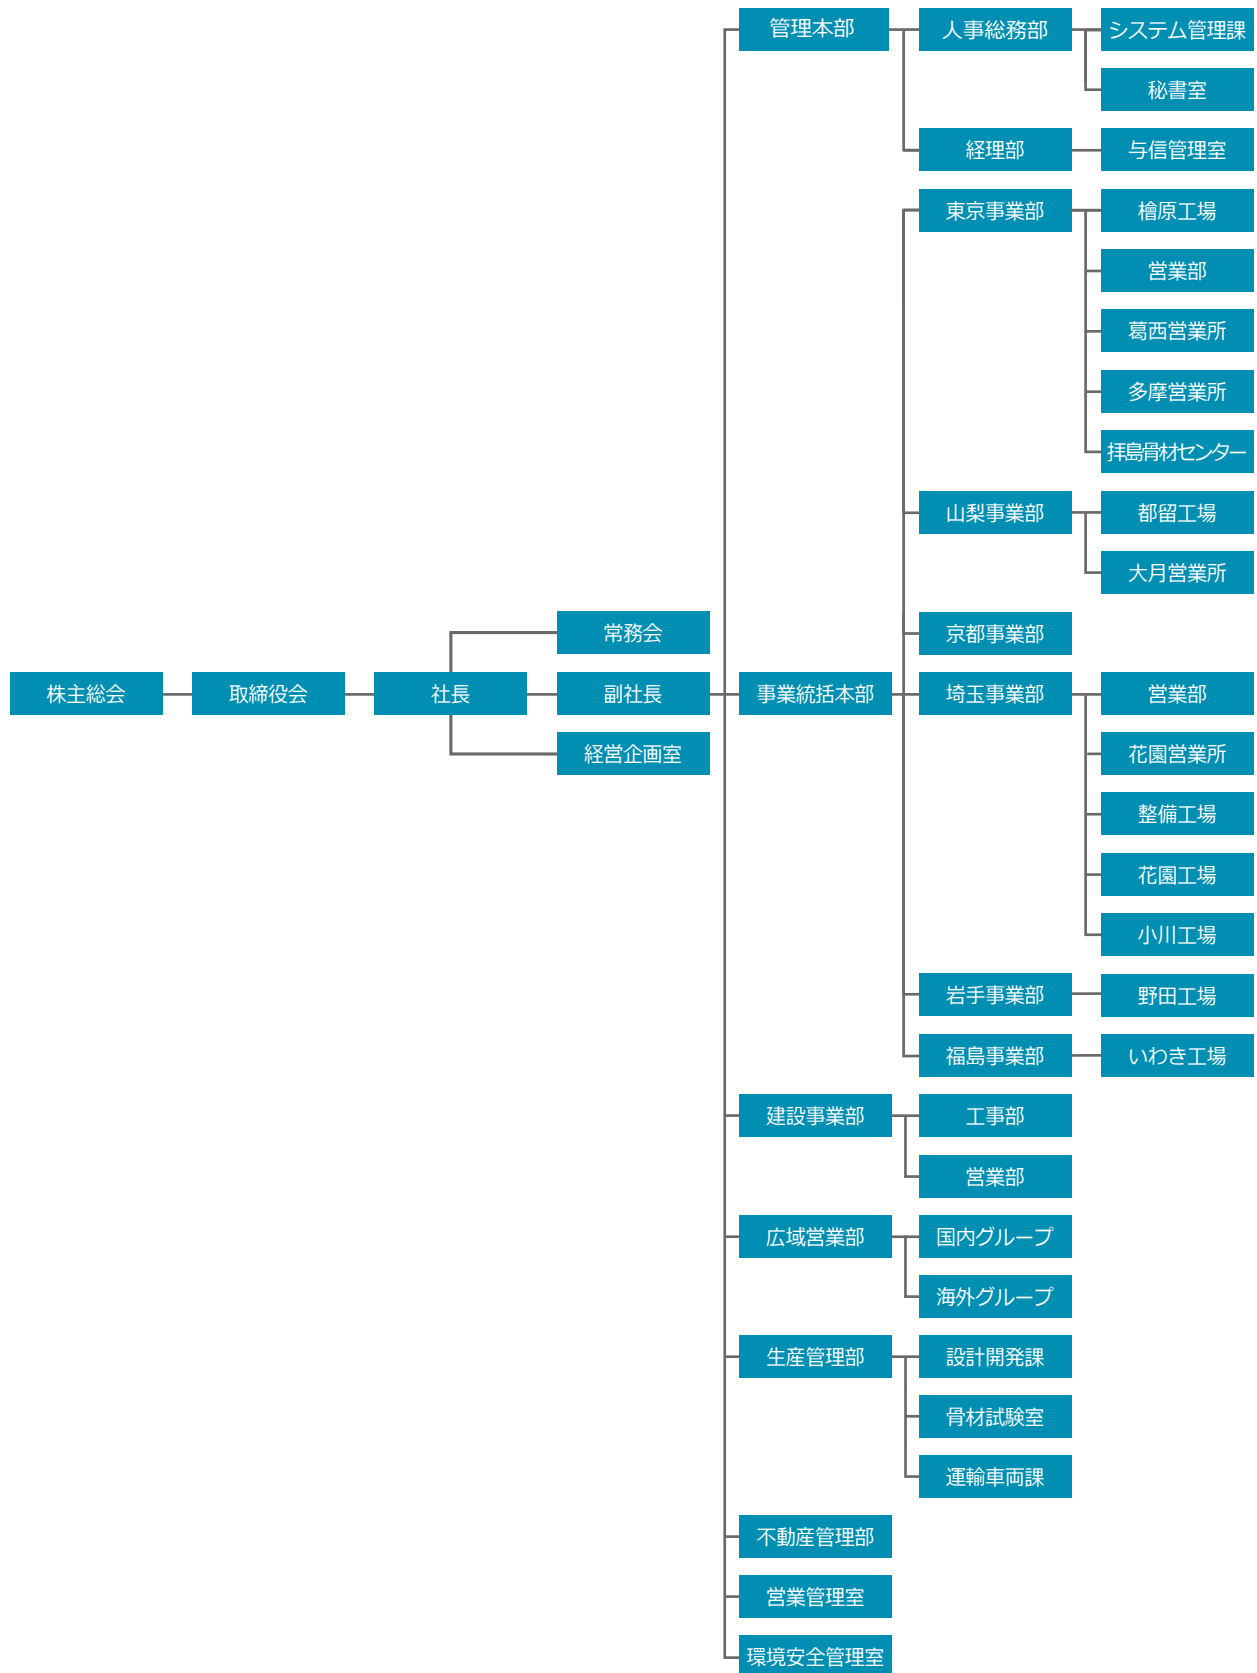 管理本部
人事総務部
システム管理課
秘書室
経理部
与信管理室
東京事業部
檜原工場
営業部
葛西営業所
多摩営業所
拝島骨材センター
山梨事業部
都留工場
大月営業所
常務会
京都事業部
株主総会
取締役会
社長
副社長
事業統括本部
埼玉事業部
営業部
経営企画室
花園営業所
整備工場
花園工場
小川工場
岩手事業部
野田工場
福島事業部
いわき工場
建設事業部
工事部
営業部
広域営業部
国内グループ
海外グループ
生産管理部
設計開発課
骨材試験室
運輸車両課
不動産管理部
営業管理室
環境安全管理室